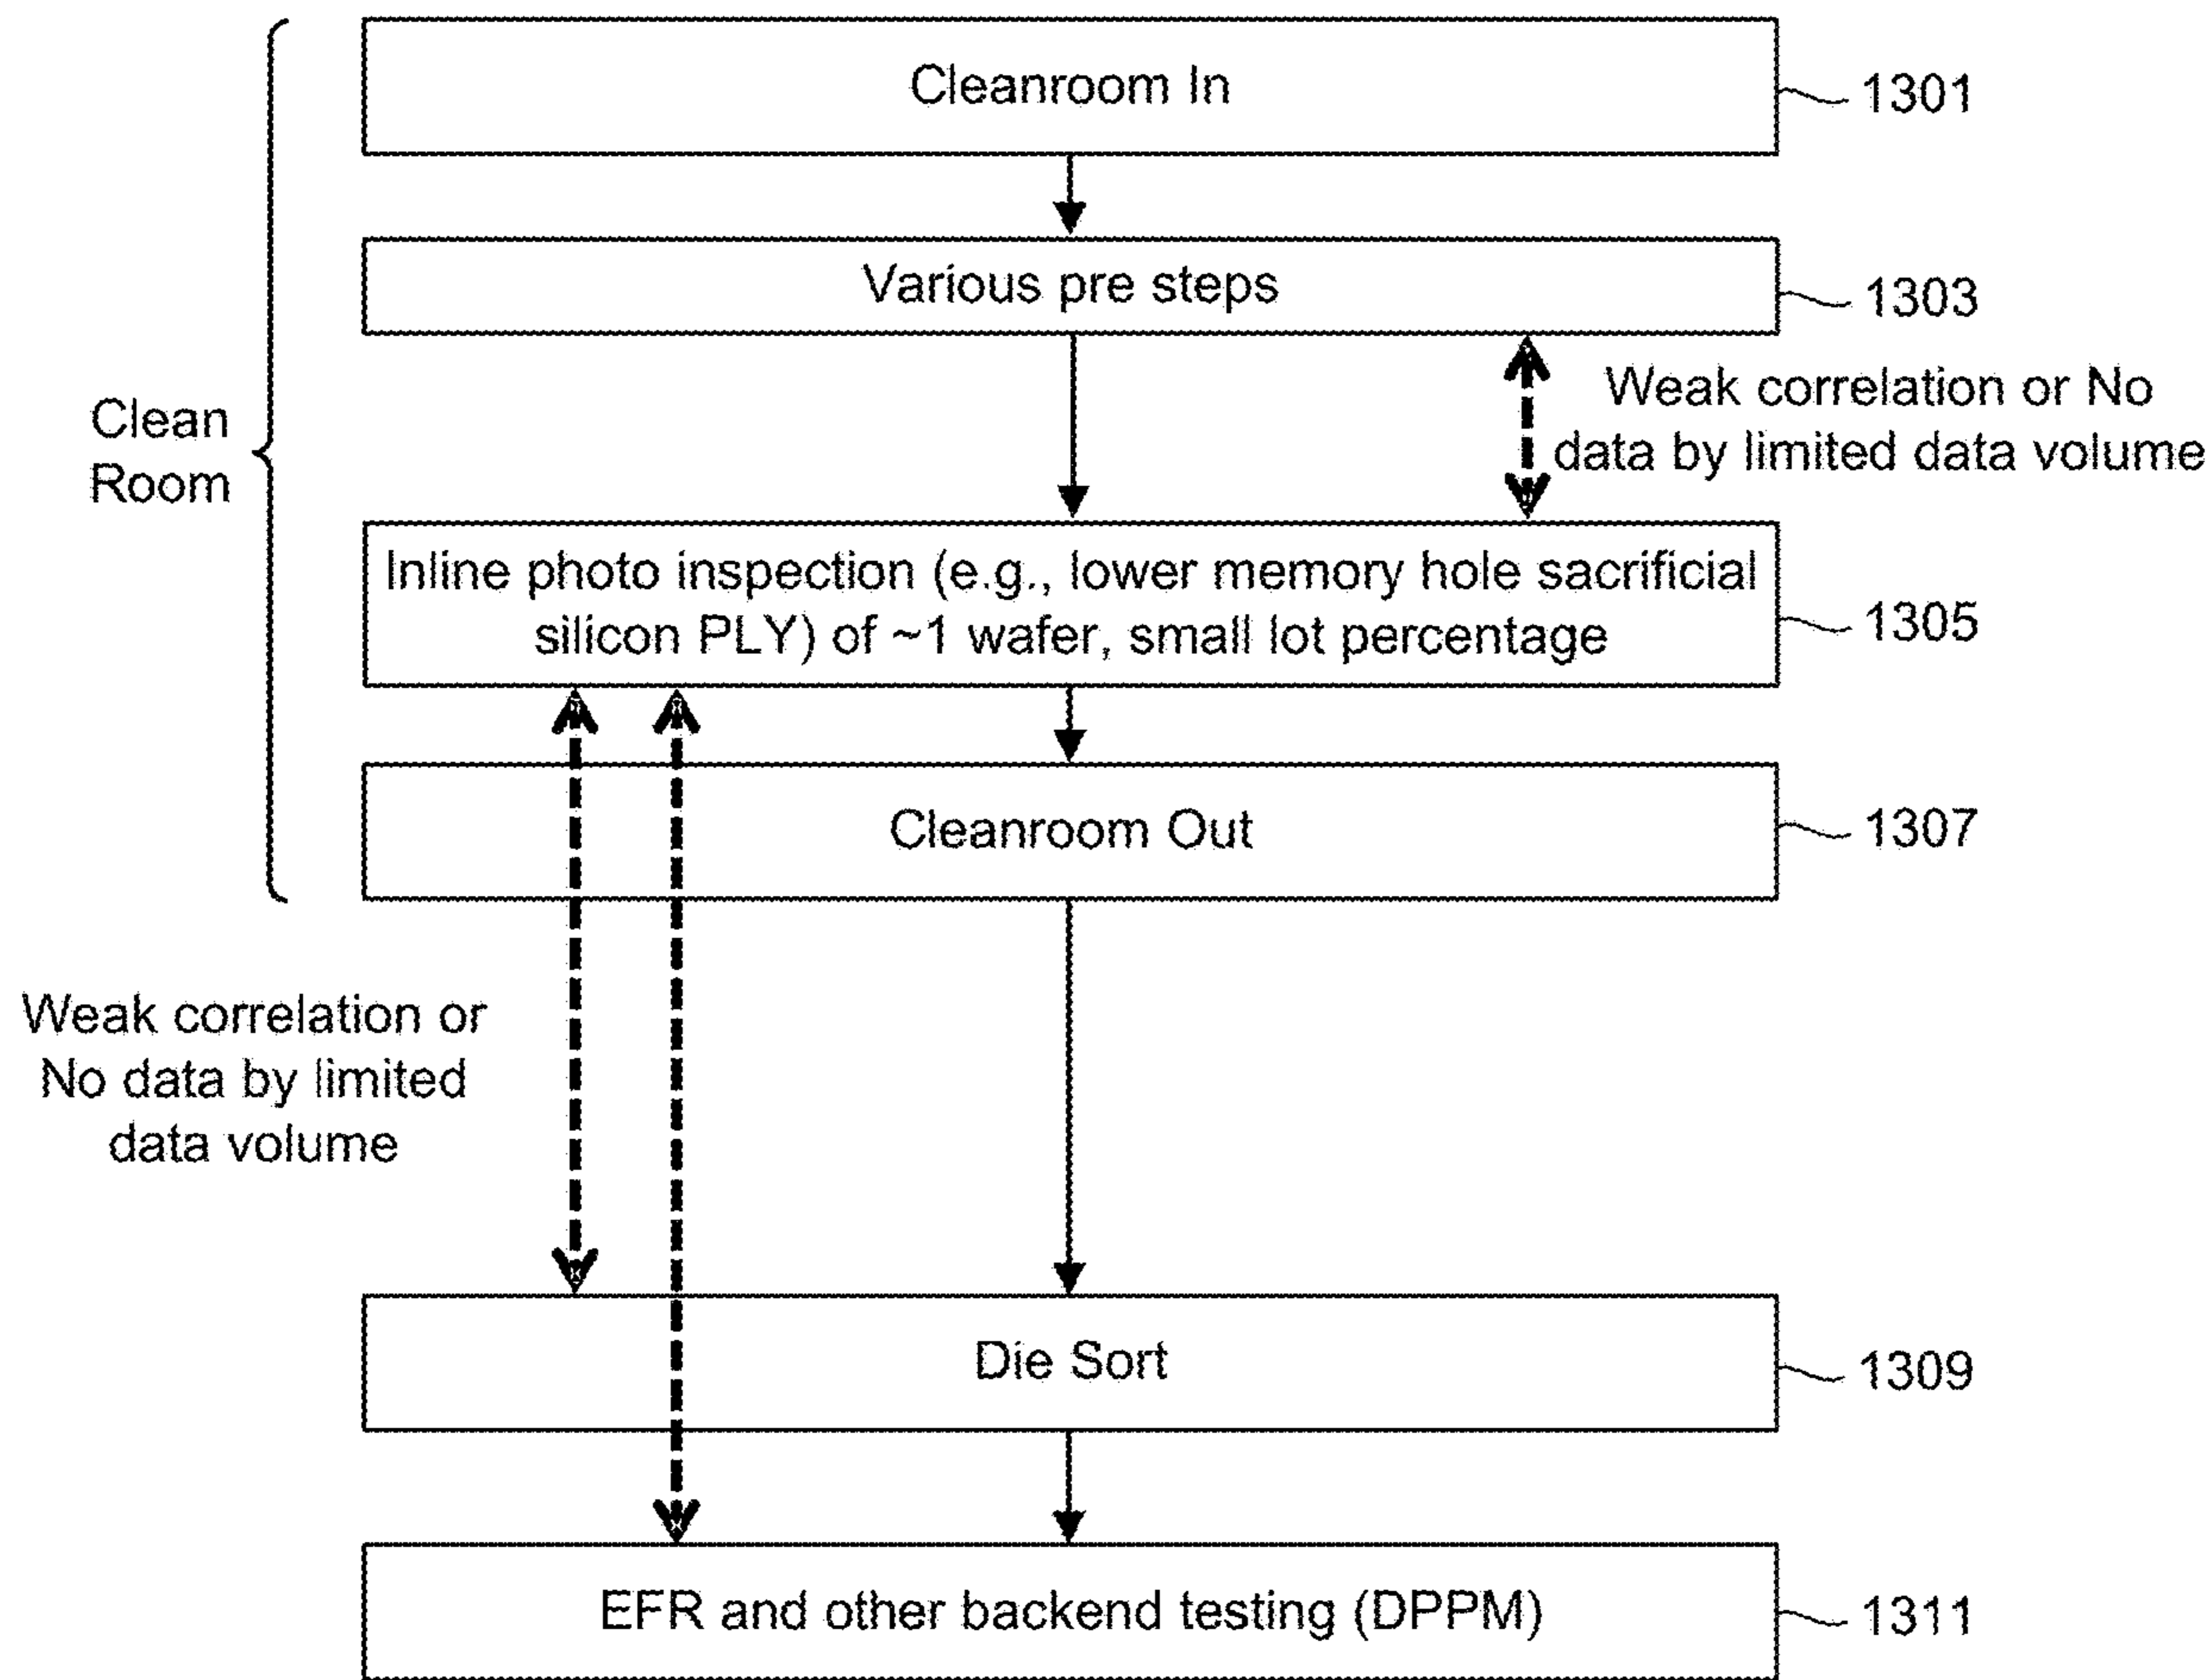 Cleanroom In
1301
Various pre steps
1303
Clean
Room
Weak correlation or No
data by limited data volume
Inline photo inspection (e.g., lower memory hole sacrificial
silicon PLY) of ~1 wafer, small lot percentage
1305
Cleanroom Out
1307
Weak correlation or
No data by limited
data volume
Die Sort
1309
EFR and other backend testing (DPPM)
1311